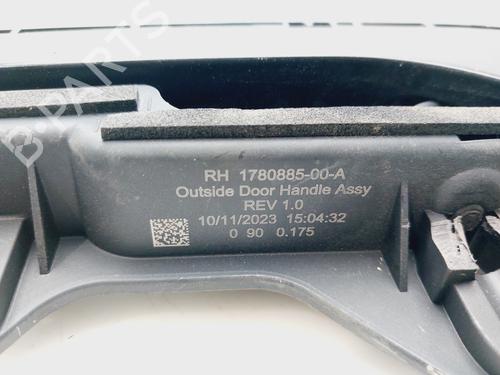 B-PARTS
RH 1780885-00-A
Outside Door Handle Assy
REV 1.0
10/11/2023 15:04:32
0 90 0.175